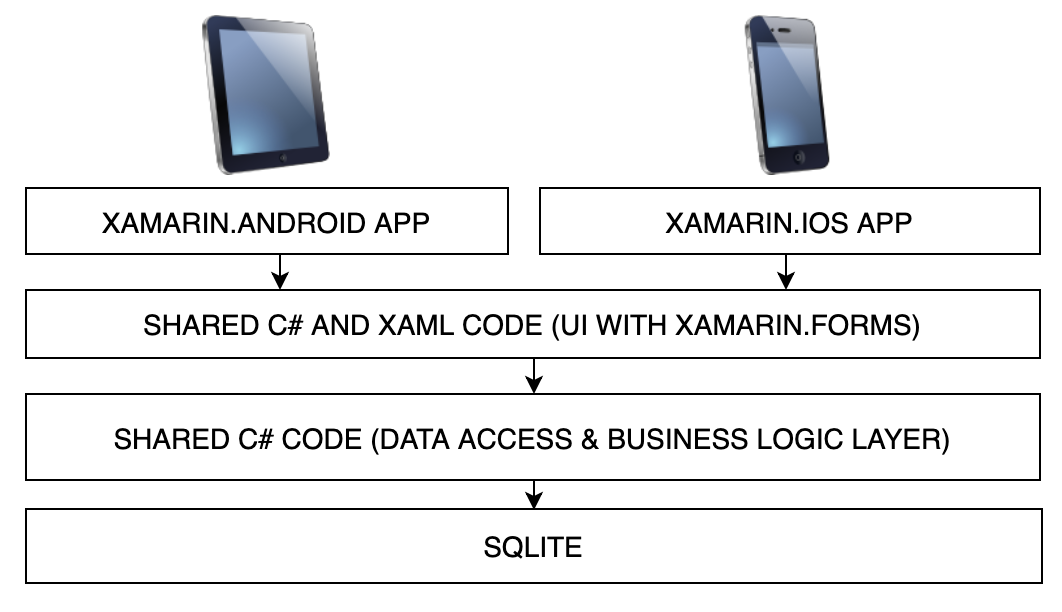 XAMARIN.ANDROID APP
XAMARIN.IOS APP
SHARED C# AND XAML CODE (UI WITH XAMARIN.FORMS)
SHARED C# CODE (DATA ACCESS & BUSINESS LOGIC LAYER)
SQLITE